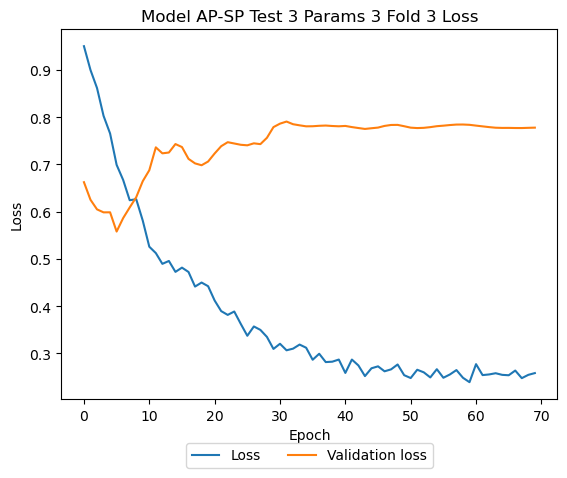 Model AP-SP Test 3 Params 3 Fold 3 Loss
Loss
0.9
0.8
0.7
0.6
0.5
0.4
0.3
0 10 20 30 40 50 60 70
Epoch
Loss Validation loss